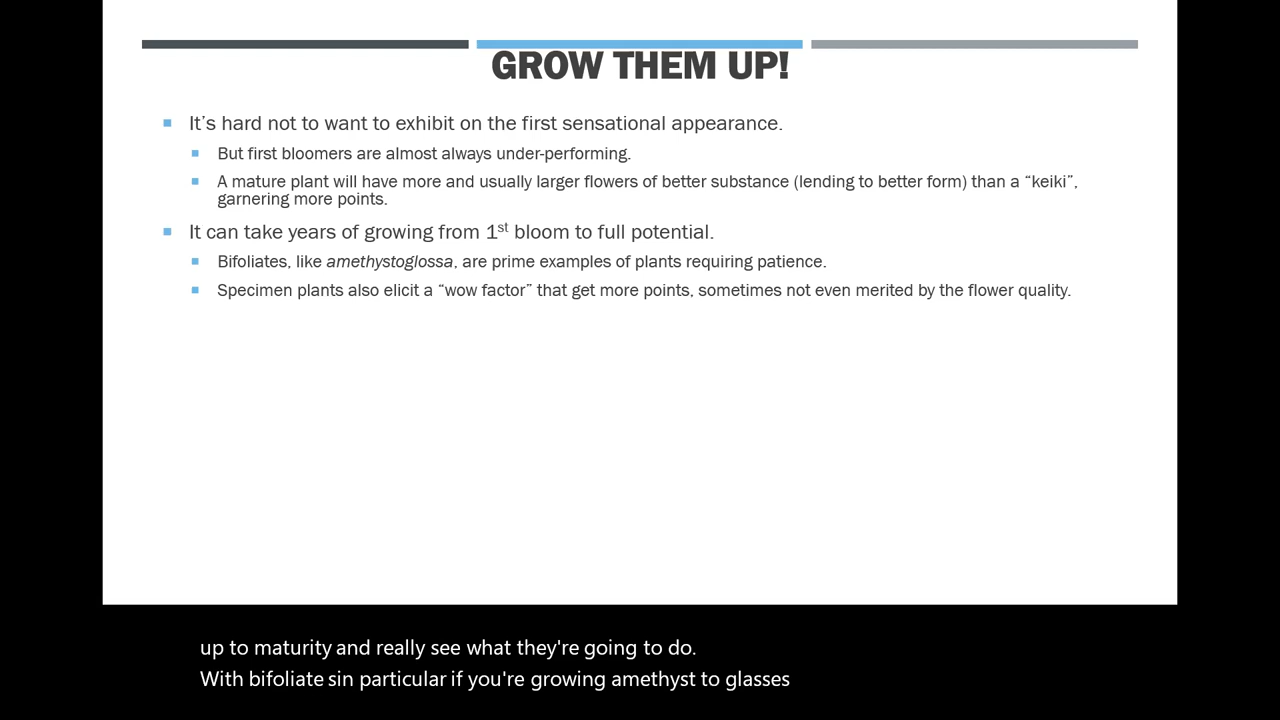 GROW THEM UP!
It’s hard not to want to exhibit on the first sensational appearance.
But first bloomers are almost always under-performing.
A mature plant will have more and usually larger flowers of better substance (lending to better form) than a “keiki”,
garnering more points.
It can take years of growing from 1st bloom to full potential.
Bifoliates, like amethystoglossa, are prime examples of plants requiring patience.
Specimen plants also elicit a “wow factor” that get more points, sometimes not even merited by the flower quality.
up to maturity and really see what they're going to do.
With bifoliate sin particular if you're growing amethyst to glasses